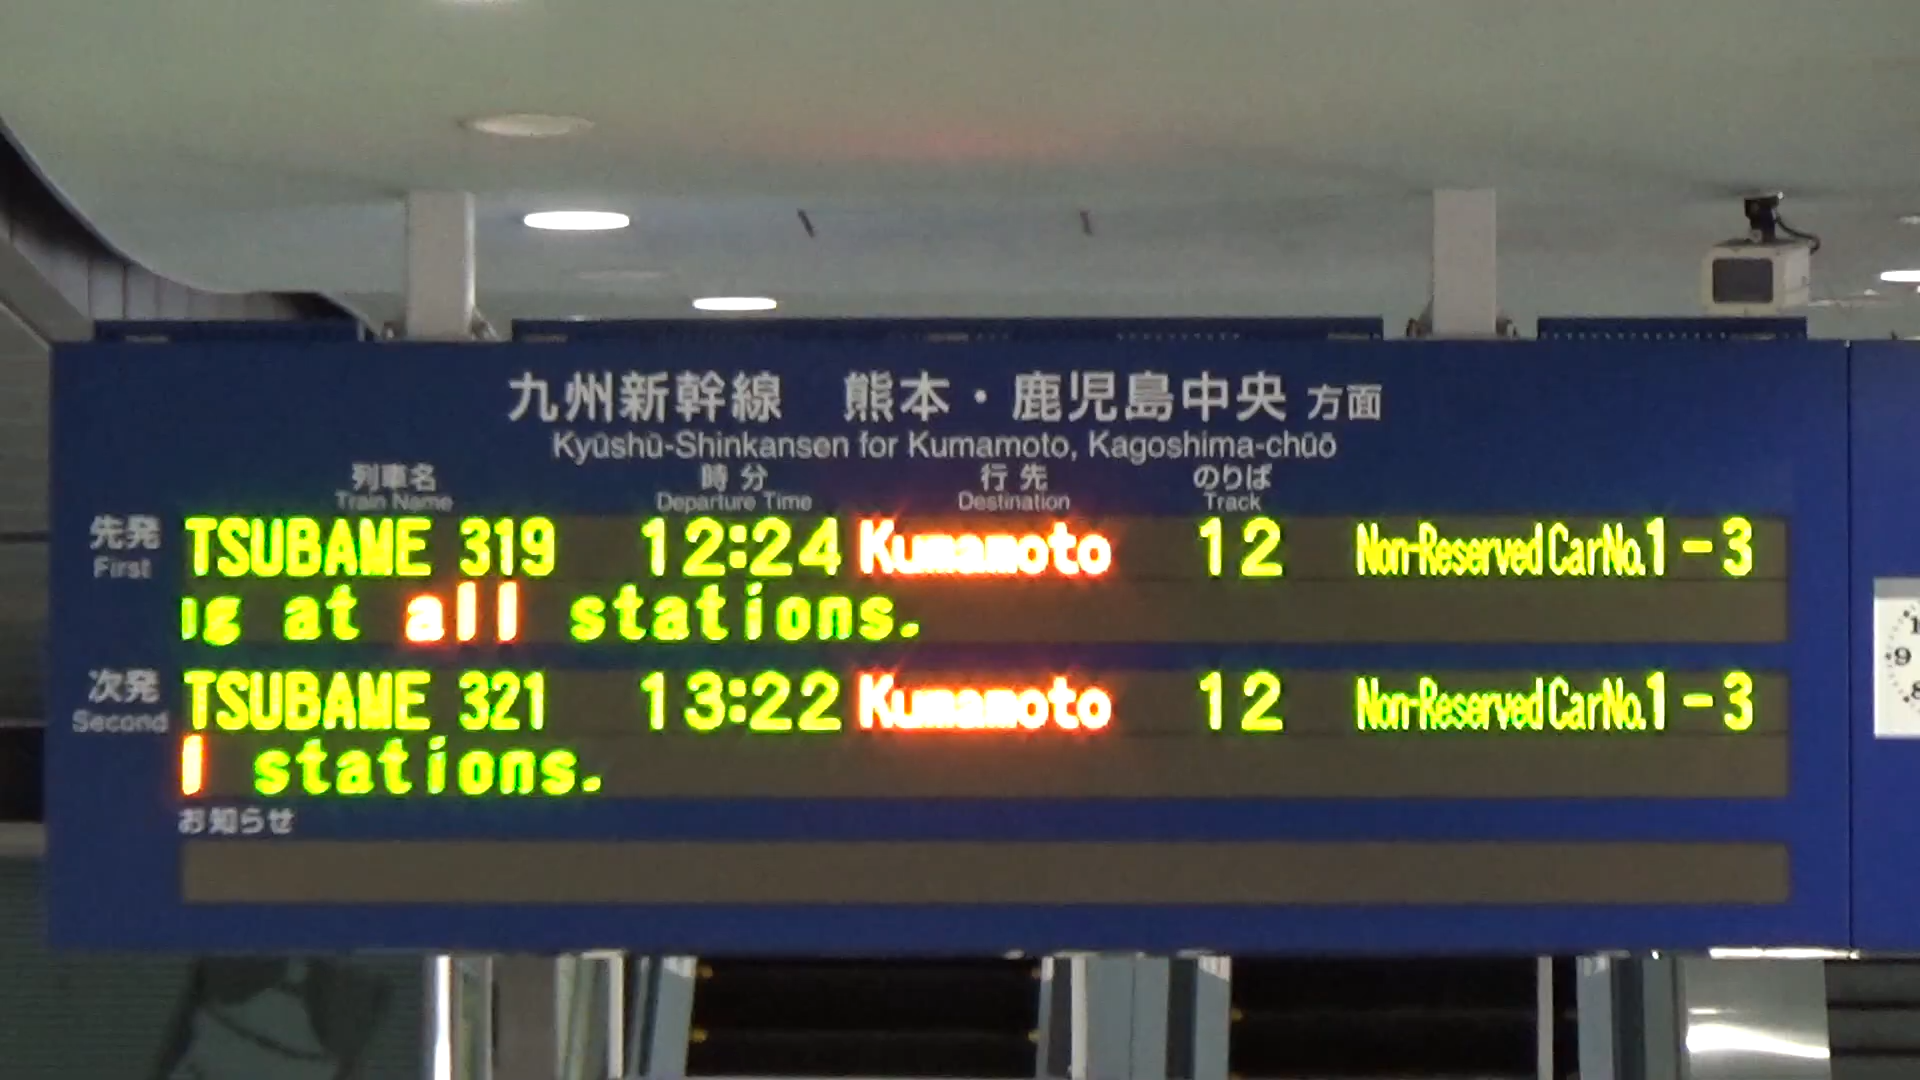 九州新幹線 熊本・鹿児島中央 方面
Kyūshū-Shinkansen for Kumamoto, Kagoshima-chūō
列車名 時分 行先 のりば
Train Name Departure Time Destination Track
先発 TSUBAME 319 12:24 Kumamoto 12 Non-Reserved Car No. 1-3
First
at all stations.
次発 TSUBAME 321 13:22 Kumamoto 12 Non-Reserved Car No. 1-3
Second
stations.
お知らせ
9